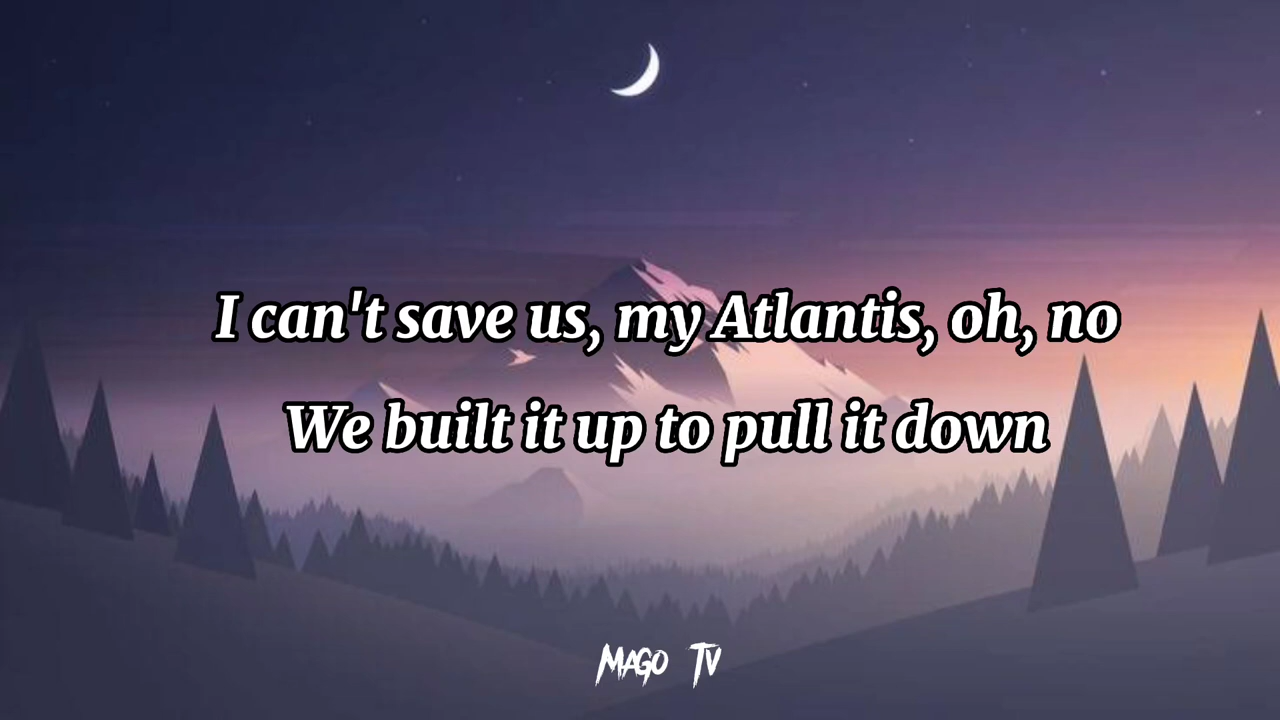 I can't save us, my Atlantis, oh, no
We built it up to pull it down
MAGO TV